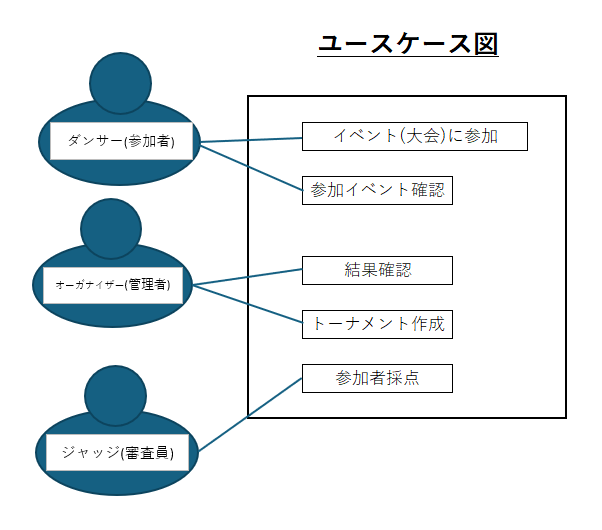 ユースケース図
ダンサー(参加者)
イベント(大会)に参加
参加イベント確認
オーガナイザー(管理者)
結果確認
トーナメント作成
ジャッジ(審査員)
参加者採点